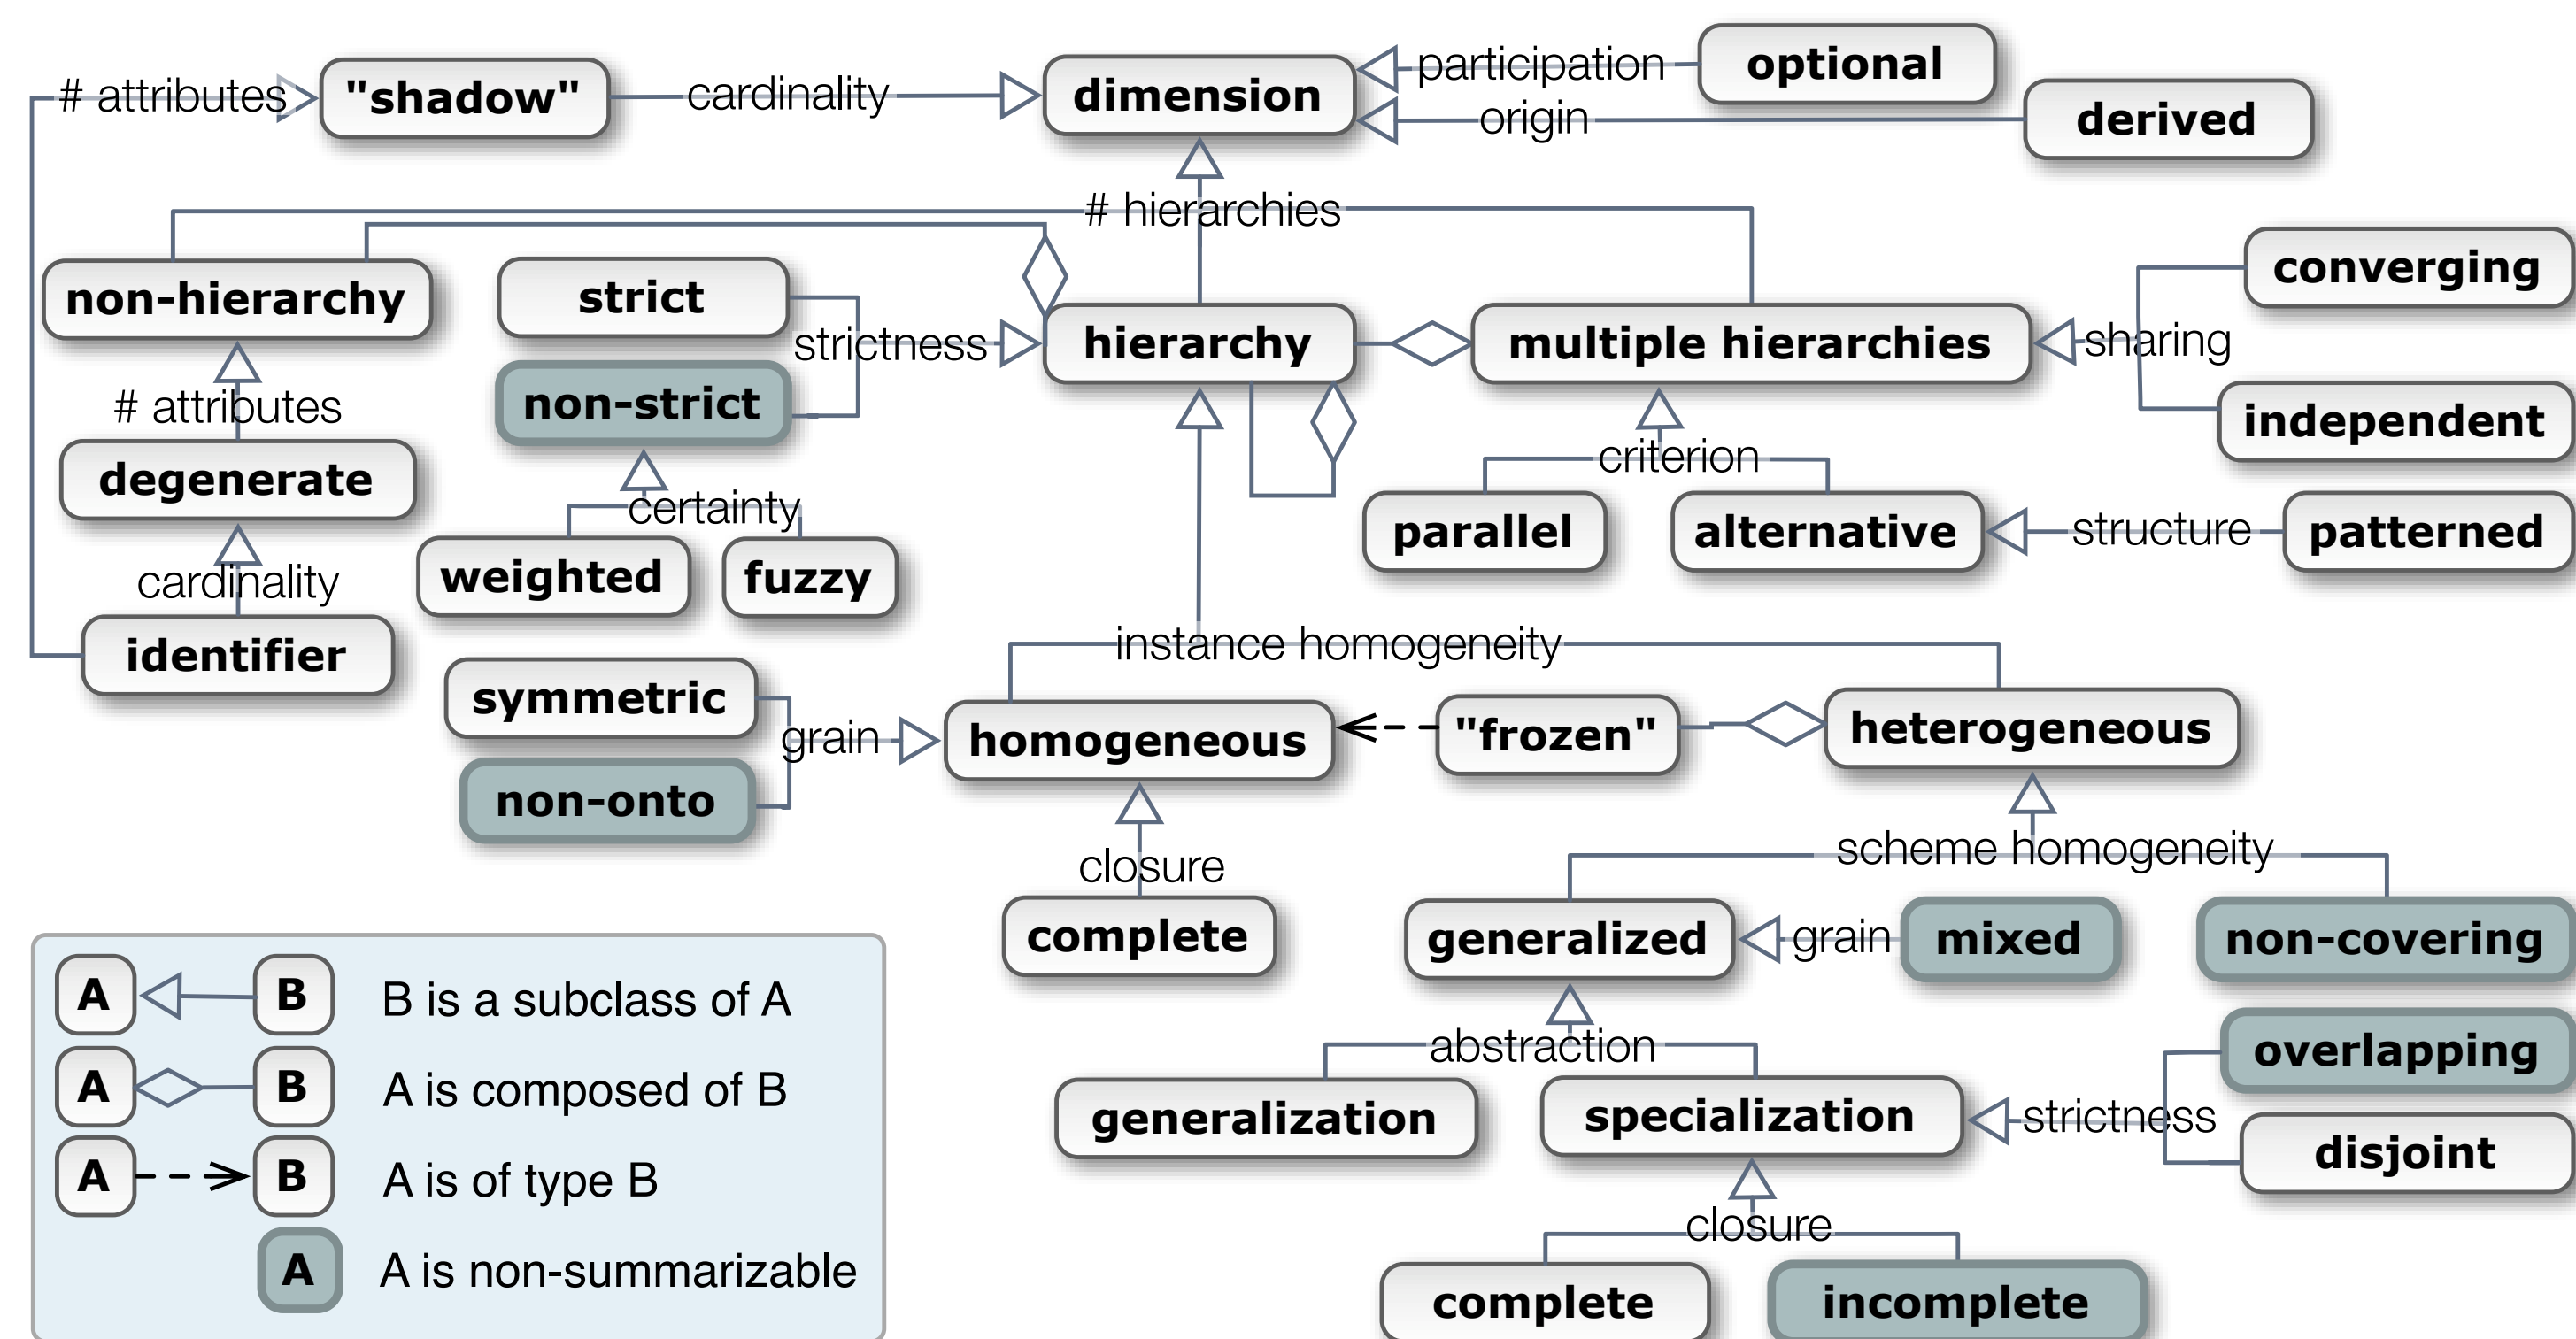 # attributes
"shadow"
cardinality
dimension
participation
optional
origin
derived
# hierarchies
non-hierarchy
strict
strictness
non-strict
hierarchy
multiple hierarchies
sharing
converging
independent
# attributes
degenerate
certainty
weighted
fuzzy
criterion
parallel
alternative
structure
patterned
cardinality
identifier
instance homogeneity
symmetric
grain
non-onto
homogeneous
"frozen"
heterogeneous
closure
complete
scheme homogeneity
generalized
grain
mixed
non-covering
abstraction
generalization
specialization
strictness
overlapping
disjoint
closure
complete
incomplete
A B B is a subclass of A
A B A is composed of B
A B A is of type B
A A is non-summarizable